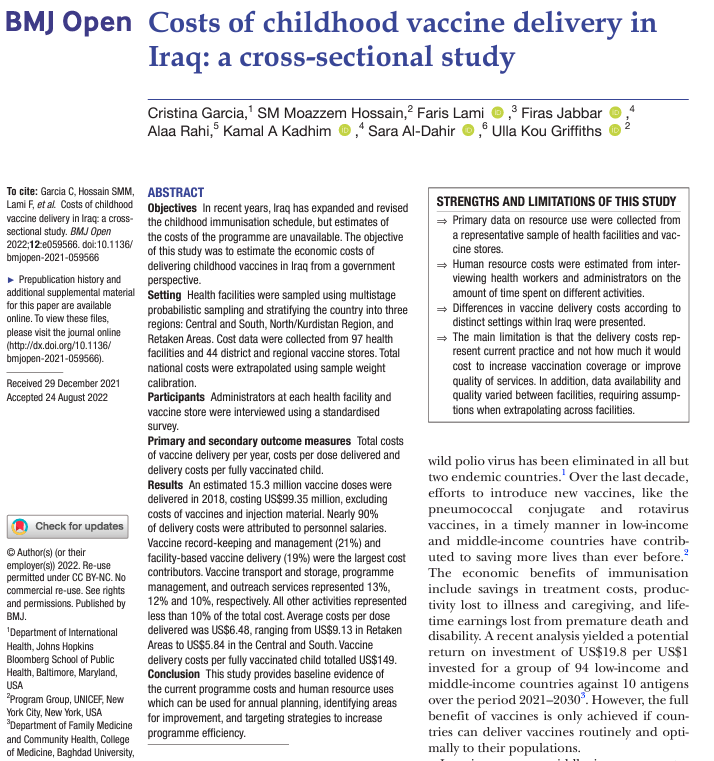 BMJ Open
Costs of childhood vaccine delivery in
Iraq: a cross-sectional study
Cristina Garcia,1 SM Moazzem Hossain,2 Faris Lami ,3 Firas Jabbar ,4
Alaa Rahi,5 Kamal A Kadhim ,4 Sara Al-Dahir ,6 Ulla Kou Griffiths 2
To cite: Garcia C, Hossain SMM,
Lami F, et al. Costs of childhood
vaccine delivery in Iraq: a cross-
sectional study. BMJ Open
2022;12:e059566. doi:10.1136/
bmjopen-2021-059566
► Prepublication history and
additional supplemental material
for this paper are available
online. To view these files,
please visit the journal online
(http://dx.doi.org/10.1136/
bmjopen-2021-059566).
Received 29 December 2021
Accepted 24 August 2022
Check for updates
© Author(s) (or their
employer(s)) 2022. Re-use
permitted under CC BY-NC. No
commercial re-use. See rights
and permissions. Published by
BMJ.
1Department of International
Health, Johns Hopkins
Bloomberg School of Public
Health, Baltimore, Maryland,
USA
2Program Group, UNICEF, New
York City, New York, USA
3Department of Family Medicine
and Community Health, College
of Medicine, Baghdad University,
ABSTRACT
Objectives In recent years, Iraq has expanded and revised
the childhood immunisation schedule, but estimates of
the costs of the programme are unavailable. The objective
of this study was to estimate the economic costs of
delivering childhood vaccines in Iraq from a government
perspective.
Setting Health facilities were sampled using multistage
probabilistic sampling and stratifying the country into three
regions: Central and South, North/Kurdistan Region, and
Retaken Areas. Cost data were collected from 97 health
facilities and 44 district and regional vaccine stores. Total
national costs were extrapolated using sample weight
calibration.
Participants Administrators at each health facility and
vaccine store were interviewed using a standardised
survey.
Primary and secondary outcome measures Total costs
of vaccine delivery per year, costs per dose delivered and
delivery costs per fully vaccinated child.
Results An estimated 15.3 million vaccine doses were
delivered in 2018, costing US$99.35 million, excluding
costs of vaccines and injection material. Nearly 90%
of delivery costs were attributed to personnel salaries.
Vaccine record-keeping and management (21%) and
facility-based vaccine delivery (19%) were the largest cost
contributors. Vaccine transport and storage, programme
management, and outreach services represented 13%,
12% and 10%, respectively. All other activities represented
less than 10% of the total cost. Average costs per dose
delivered was US$6.48, ranging from US$9.13 in Retaken
Areas to US$5.84 in the Central and South. Vaccine
delivery costs per fully vaccinated child totalled US$149.
Conclusion This study provides baseline evidence of
the current programme costs and human resource uses
which can be used for annual planning, identifying areas
for improvement, and targeting strategies to increase
programme efficiency.
STRENGTHS AND LIMITATIONS OF THIS STUDY
⇒ Primary data on resource use were collected from
a representative sample of health facilities and vac-
cine stores.
⇒ Human resource costs were estimated from inter-
viewing health workers and administrators on the
amount of time spent on different activities.
⇒ Differences in vaccine delivery costs according to
distinct settings within Iraq were presented.
⇒ The main limitation is that the delivery costs rep-
resent current practice and not how much it would
cost to increase vaccination coverage or improve
quality of services. In addition, data availability and
quality varied between facilities, requiring assump-
tions when extrapolating across facilities.
wild polio virus has been eliminated in all but
two endemic countries.1 Over the last decade,
efforts to introduce new vaccines, like the
pneumococcal conjugate and rotavirus
vaccines, in a timely manner in low-income
and middle-income countries have contrib-
uted to saving more lives than ever before.2
The economic benefits of immunisation
include savings in treatment costs, produc-
tivity lost to illness and caregiving, and life-
time earnings lost from premature death and
disability. A recent analysis yielded a potential
return on investment of US$19.8 per US$1
invested for a group of 94 low-income and
middle-income countries against 10 antigens
over the period 2021–20303. However, the full
benefit of vaccines is only achieved if coun-
tries can deliver vaccines routinely and opti-
mally to their populations.